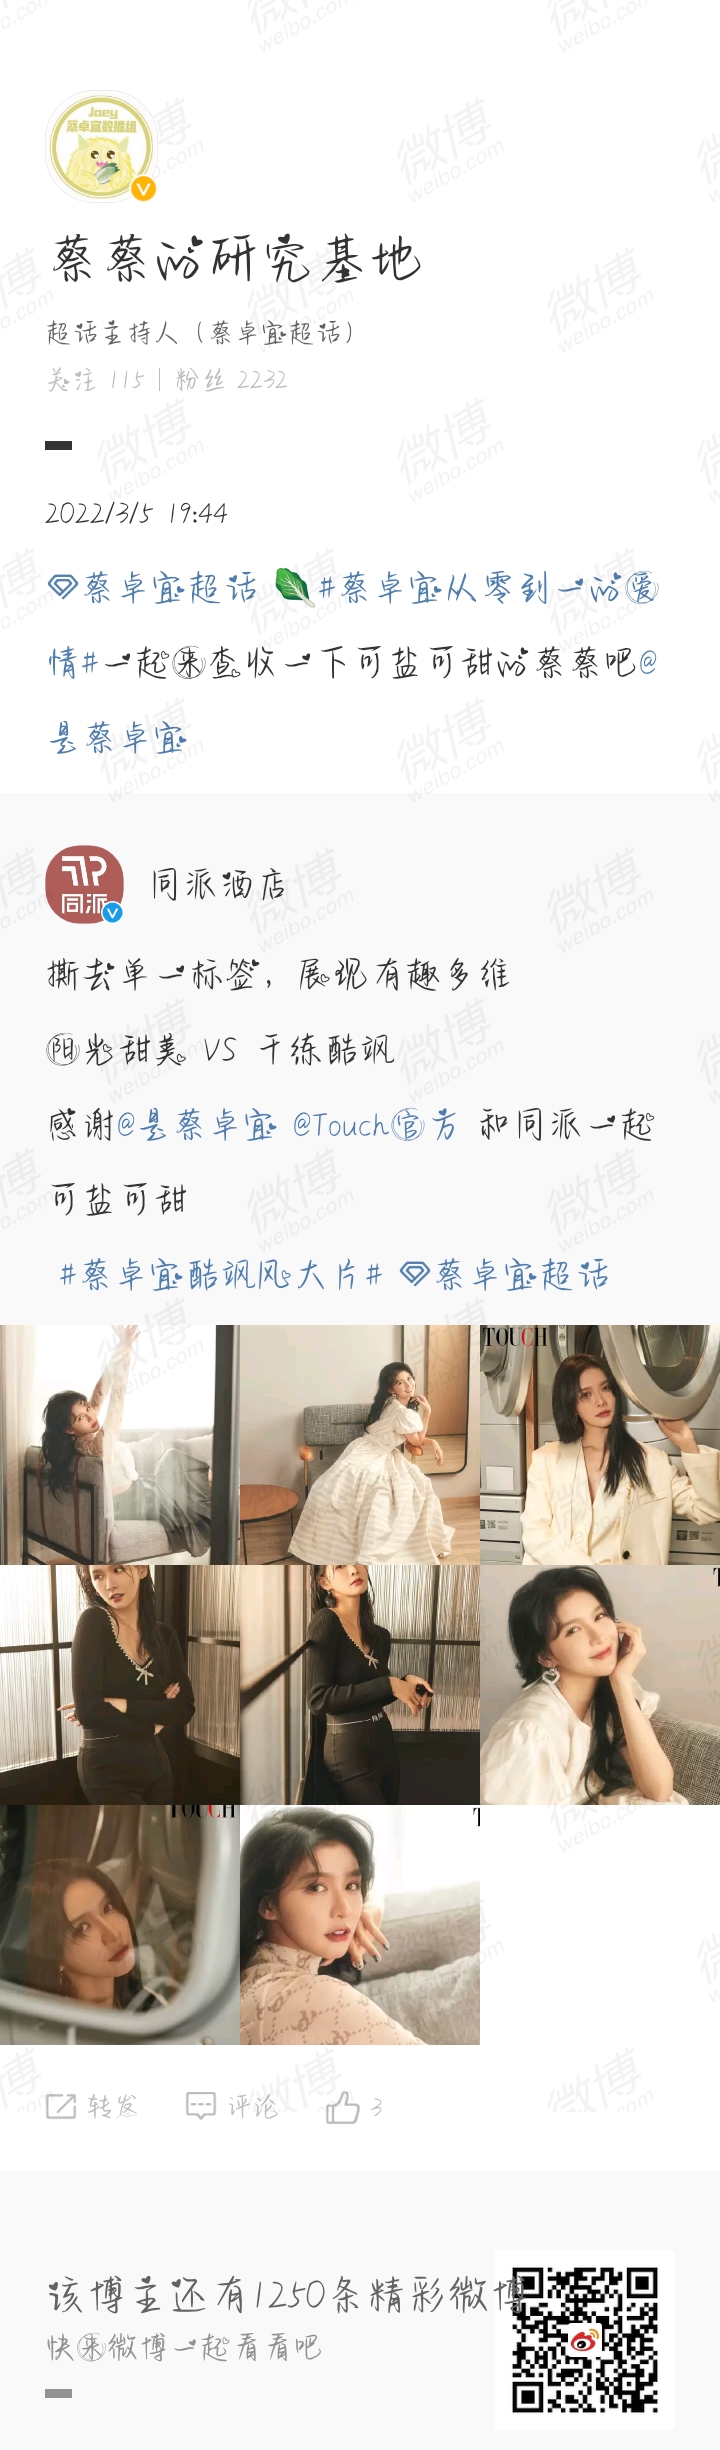 Joey
蔡卓宜数据组
蔡蔡的研究基地
超话主持人（蔡卓宜超话）
关注 115｜粉丝 2232
2022/3/5 19:44
蔡卓宜超话 🥬#蔡卓宜从零到一的爱
情#一起来查收一下可盐可甜的蔡蔡吧@
是蔡卓宜
同派
同派酒店
撕去单一标签，展现有趣多维
阳光甜美 VS 干练酷飒
感谢@是蔡卓宜 @Touch官方 和同派一起
可盐可甜
#蔡卓宜酷飒风大片# 蔡卓宜超话
TOUCH
TOUCH
转发 评论 3
该博主还有1250条精彩微博
快来微博一起看看吧
微博
weibo.com